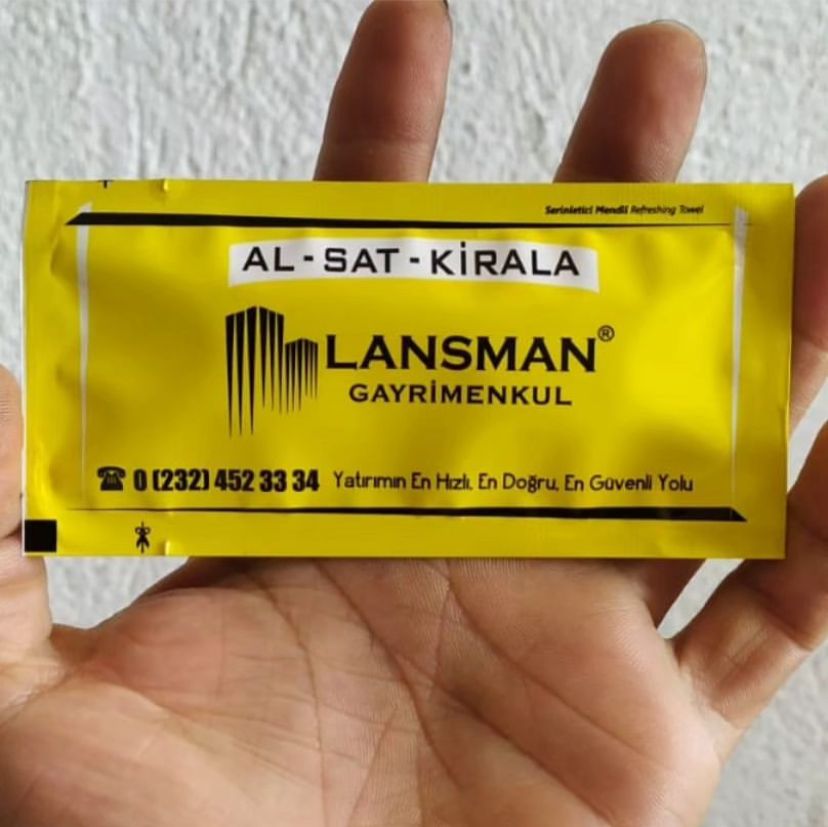 Serinletici Mendil Refreshing Towel
AL - SAT - KİRALA
LANSMAN®
GAYRİMENKUL
☎ 0 (232) 452 33 34 Yatırımın En Hızlı, En Doğru, En Güvenli Yolu